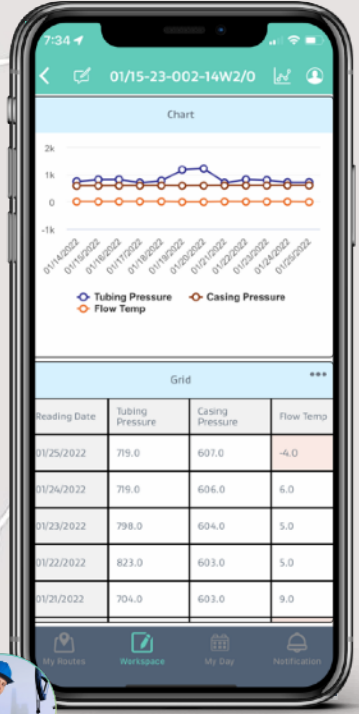 7:34
01/15-23-002-14W2/0
Chart
2k
1k
0
-1k
01/14/2022 01/15/2022 01/16/2022 01/17/2022 01/18/2022 01/19/2022 01/20/2022 01/21/2022 01/22/2022 01/23/2022 01/24/2022 01/25/2022
Tubing Pressure Casing Pressure
Flow Temp
Grid
Reading Date Tubing Pressure Casing Pressure Flow Temp
01/25/2022 719.0 607.0 -4.0
01/24/2022 719.0 606.0 6.0
01/23/2022 798.0 604.0 5.0
01/22/2022 823.0 603.0 5.0
01/21/2022 704.0 603.0 9.0
My Routes Workspace My Day Notification